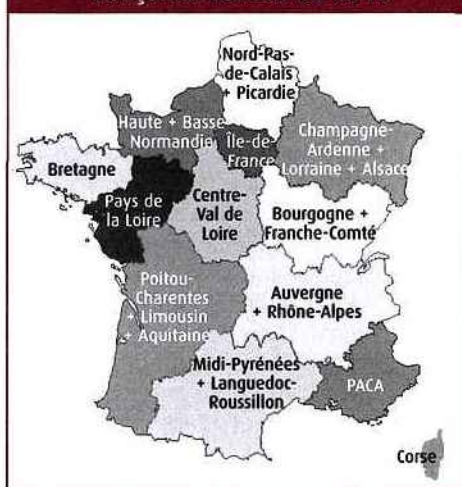 Nord-Pas-
de-Calais
+ Picardie
Haute + Basse
Normandie
Île-de-
France
Champagne-
Ardenne +
Lorraine + Alsace
Bretagne
Pays de
la Loire
Centre-
Val de
Loire
Bourgogne +
Franche-Comté
Poitou-
Charentes
+ Limousin
+ Aquitaine
Auvergne
+ Rhône-Alpes
Midi-Pyrénées
+ Languedoc-
Roussillon
PACA
Corse